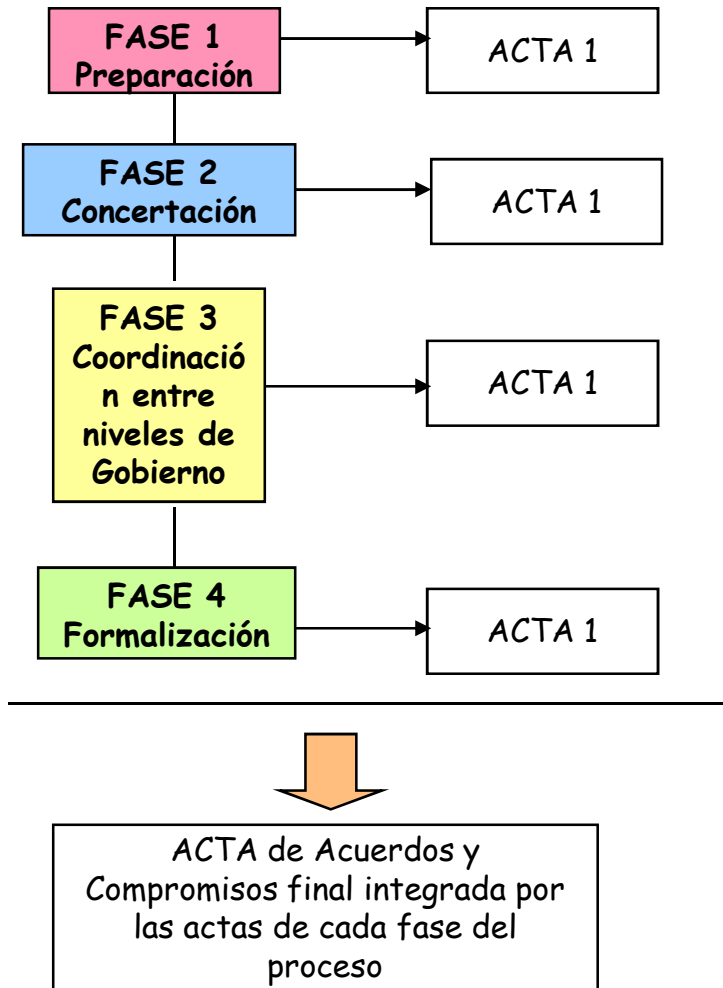 FASE 1
Preparación
ACTA 1
FASE 2
Concertación
ACTA 1
FASE 3
Coordinació
n entre
niveles de
Gobierno
ACTA 1
FASE 4
Formalización
ACTA 1
ACTA de Acuerdos y
Compromisos final integrada por
las actas de cada fase del
proceso